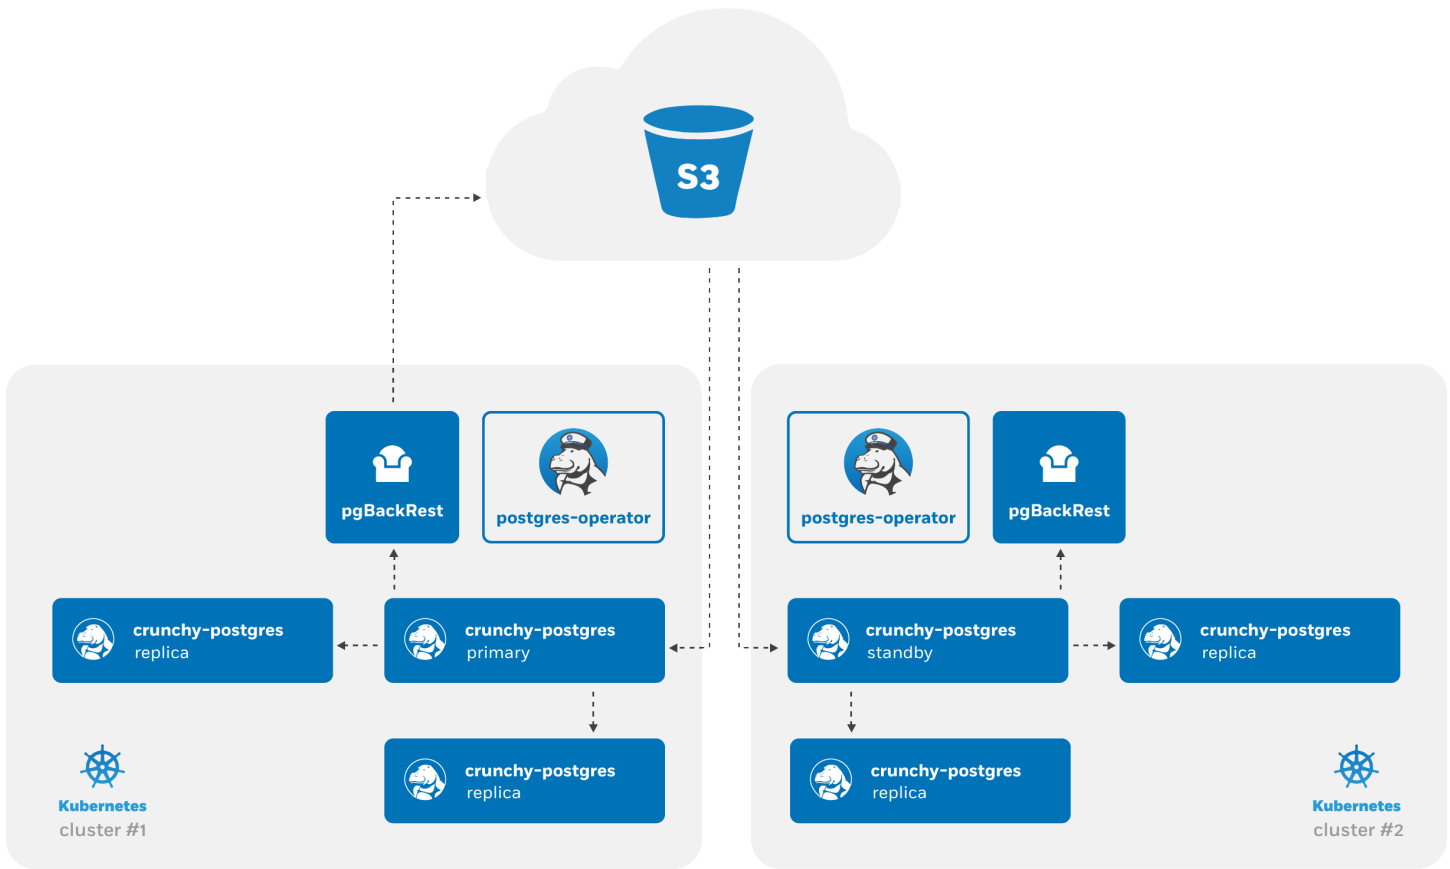 S3
pgBackRest
postgres-operator
crunchy-postgres
replica
crunchy-postgres
primary
crunchy-postgres
replica
Kubernetes
cluster #1
postgres-operator
pgBackRest
crunchy-postgres
standby
crunchy-postgres
replica
crunchy-postgres
replica
Kubernetes
cluster #2